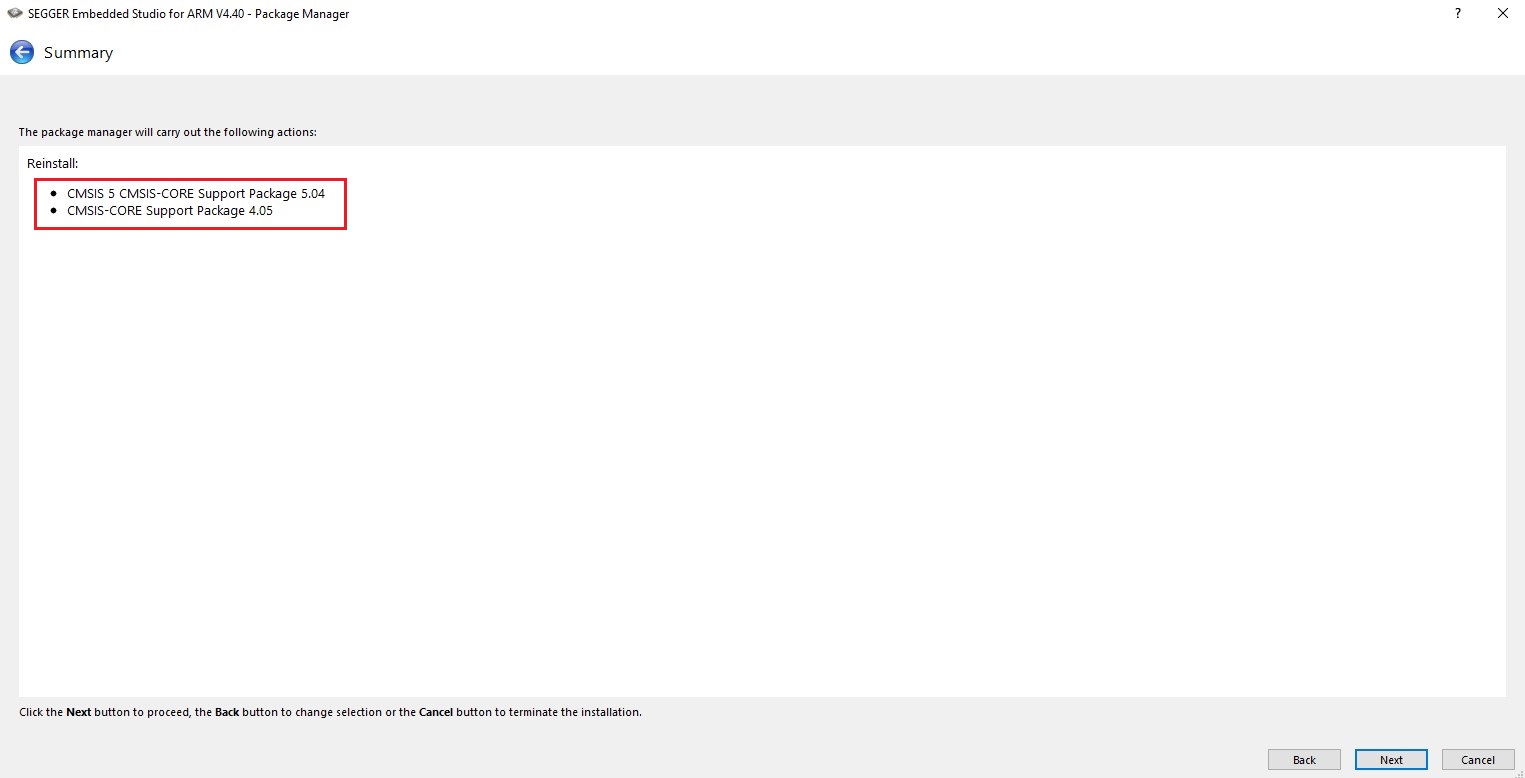 SEGGER Embedded Studio for ARM V4.40 - Package Manager
?
Summary
The package manager will carry out the following actions:
Reinstall:
• CMSIS 5 CMSIS-CORE Support Package 5.04
• CMSIS-CORE Support Package 4.05
Click the Next button to proceed, the Back button to change selection or the Cancel button to terminate the installation.
Back Next Cancel